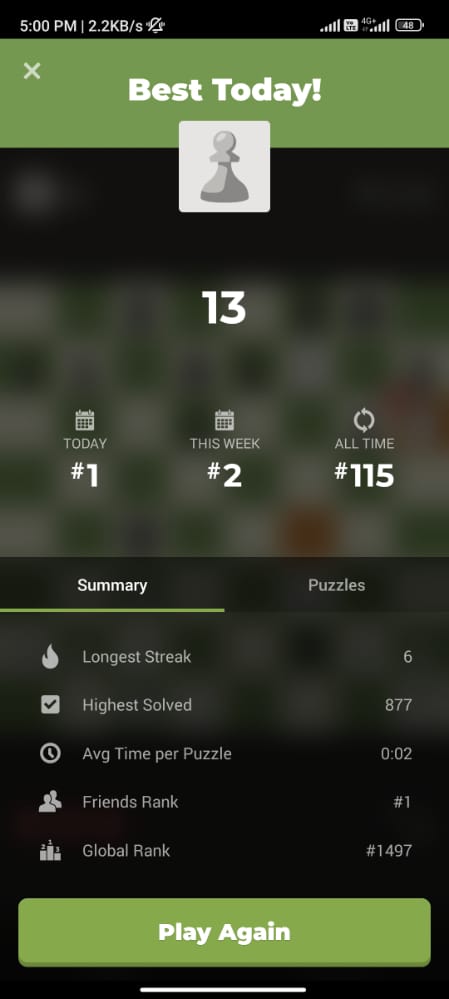 5:00 PM | 2.2KB/s
Vo LTE 4G+ 48
Best Today!
13
TODAY THIS WEEK ALL TIME
#1 #2 #115
Summary Puzzles
Longest Streak 6
Highest Solved 877
Avg Time per Puzzle 0:02
Friends Rank #1
Global Rank #1497
Play Again